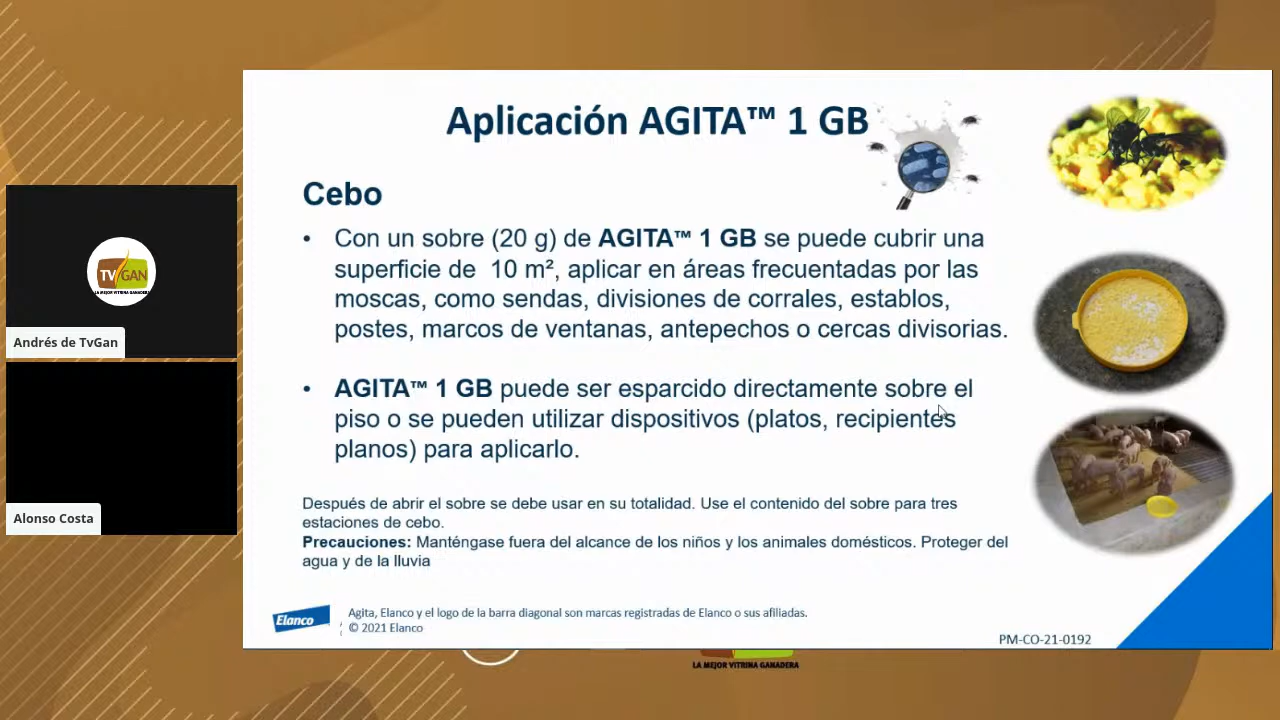 Aplicación AGITA™ 1 GB
Cebo
• Con un sobre (20 g) de AGITA™ 1 GB se puede cubrir una
superficie de 10 m², aplicar en áreas frecuentadas por las
moscas, como sendas, divisiones de corrales, establos,
postes, marcos de ventanas, antepechos o cercas divisorias.
• AGITA™ 1 GB puede ser esparcido directamente sobre el
piso o se pueden utilizar dispositivos (platos, recipientes
planos) para aplicarlo.
Después de abrir el sobre se debe usar en su totalidad. Use el contenido del sobre para tres
estaciones de cebo.
Precauciones: Manténgase fuera del alcance de los niños y los animales domésticos. Proteger del
agua y de la lluvia
Elanco
Agita, Elanco y el logo de la barra diagonal son marcas registradas de Elanco o sus afiliadas.
© 2021 Elanco
PM-CO-21-0192
TVGAN
LA MEJOR VITRINA GANADERA
Andrés de TvGan
Alonso Costa
LA MEJOR VITRINA GANADERA